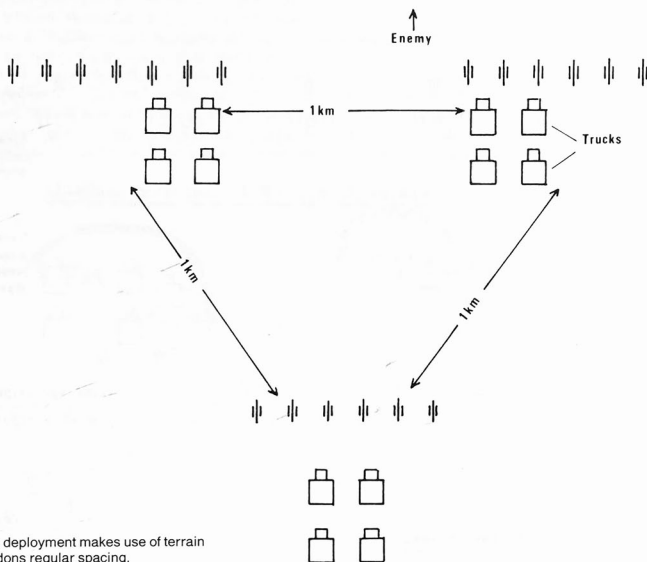 Enemy
1km
Trucks
1km
1km
deployment makes use of terrain
dons regular spacing.